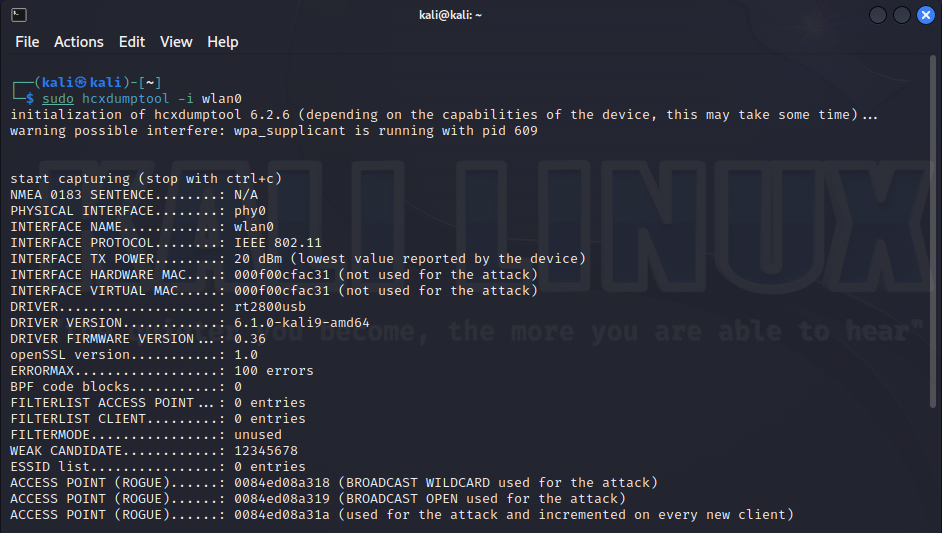 kali@kali: ~
File Actions Edit View Help
┌──(kali㉿kali)-[~]
└─$ sudo hcxdumptool -i wlan0
initialization of hcxdumptool 6.2.6 (depending on the capabilities of the device, this may take some time)...
warning possible interfere: wpa_supplicant is running with pid 609
start capturing (stop with ctrl+c)
NMEA 0183 SENTENCE........: N/A
PHYSICAL INTERFACE........: phy0
INTERFACE NAME............: wlan0
INTERFACE PROTOCOL........: IEEE 802.11
INTERFACE TX POWER........: 20 dBm (lowest value reported by the device)
INTERFACE HARDWARE MAC....: 000f00cfac31 (not used for the attack)
INTERFACE VIRTUAL MAC.....: 000f00cfac31 (not used for the attack)
DRIVER....................: rt2800usb
DRIVER VERSION............: 6.1.0-kali9-amd64
DRIVER FIRMWARE VERSION...: 0.36
openSSL version...........: 1.0
ERRORMAX..................: 100 errors
BPF code blocks...........: 0
FILTERLIST ACCESS POINT...: 0 entries
FILTERLIST CLIENT.........: 0 entries
FILTERMODE................: unused
WEAK CANDIDATE............: 12345678
ESSID list................: 0 entries
ACCESS POINT (ROGUE)......: 0084ed08a318 (BROADCAST WILDCARD used for the attack)
ACCESS POINT (ROGUE)......: 0084ed08a319 (BROADCAST OPEN used for the attack)
ACCESS POINT (ROGUE)......: 0084ed08a31a (used for the attack and incremented on every new client)
KALI LINUX
you become, the more you are able to hear"